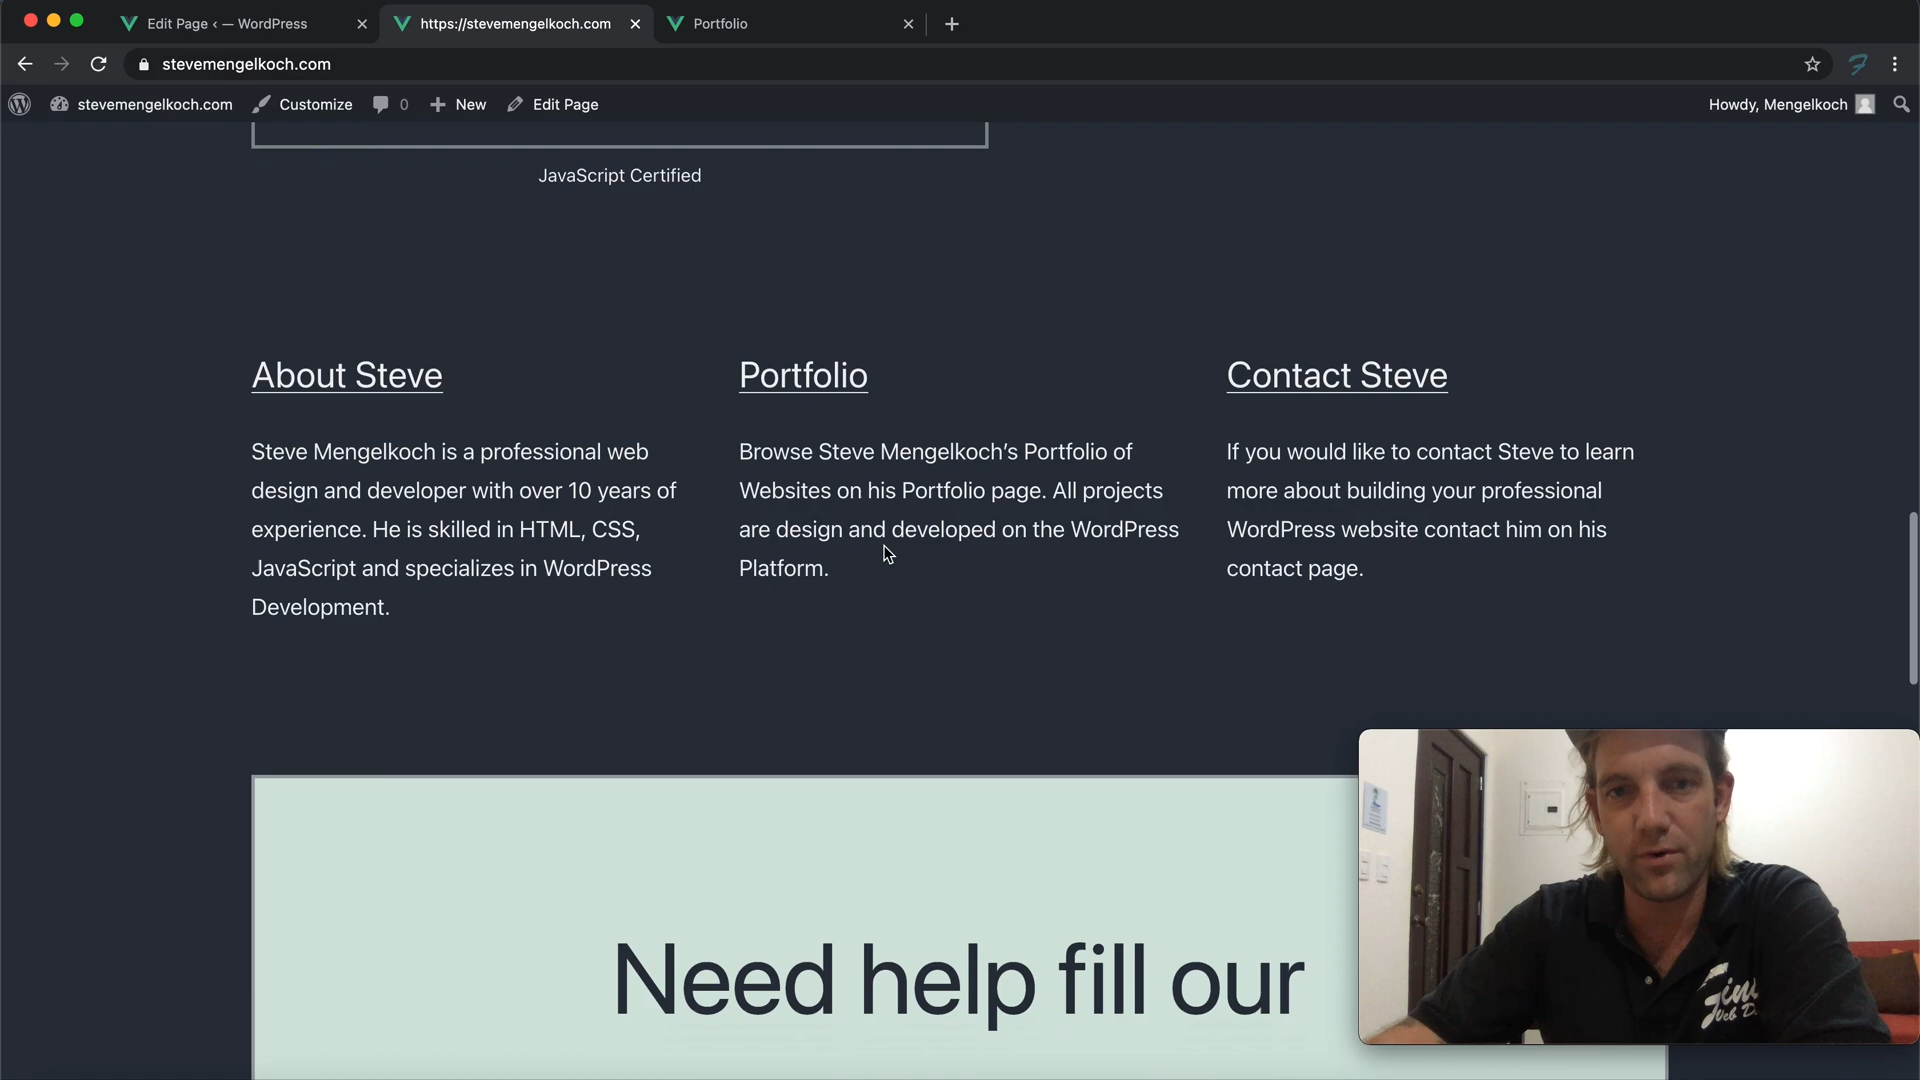 Edit Page ‹ — WordPress
https://stevemengelkoch.com
Portfolio
stevemengelkoch.com
stevemengelkoch.com
Customize
0
New
Edit Page
Howdy, Mengelkoch
JavaScript Certified
About Steve
Steve Mengelkoch is a professional web
design and developer with over 10 years of
experience. He is skilled in HTML, CSS,
JavaScript and specializes in WordPress
Development.
Portfolio
Browse Steve Mengelkoch’s Portfolio of
Websites on his Portfolio page. All projects
are design and developed on the WordPress
Platform.
Contact Steve
If you would like to contact Steve to learn
more about building your professional
WordPress website contact him on his
contact page.
Need help fill our